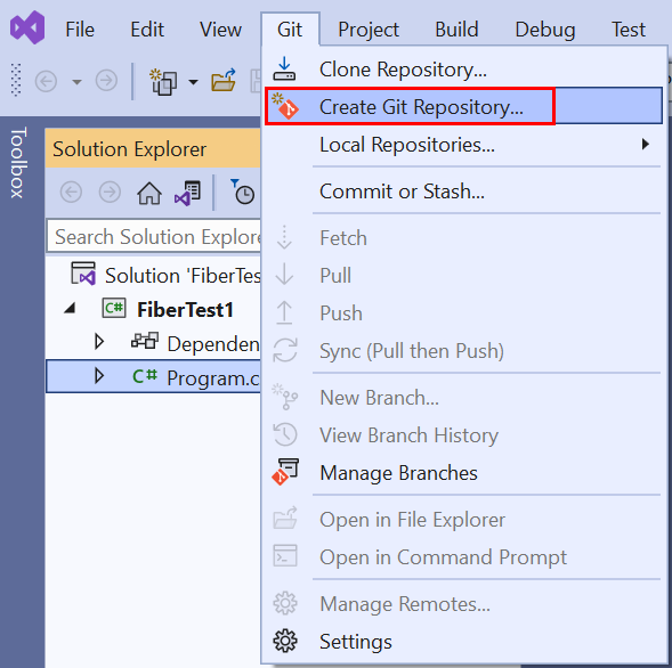 File Edit View Git Project Build Debug Test
Toolbox
Solution Explorer
Search Solution Explore
Solution 'FiberTes
C# FiberTest1
Dependen
C# Program.c
Clone Repository...
Create Git Repository...
Local Repositories...
Commit or Stash...
Fetch
Pull
Push
Sync (Pull then Push)
New Branch...
View Branch History
Manage Branches
Open in File Explorer
Open in Command Prompt
Manage Remotes...
Settings